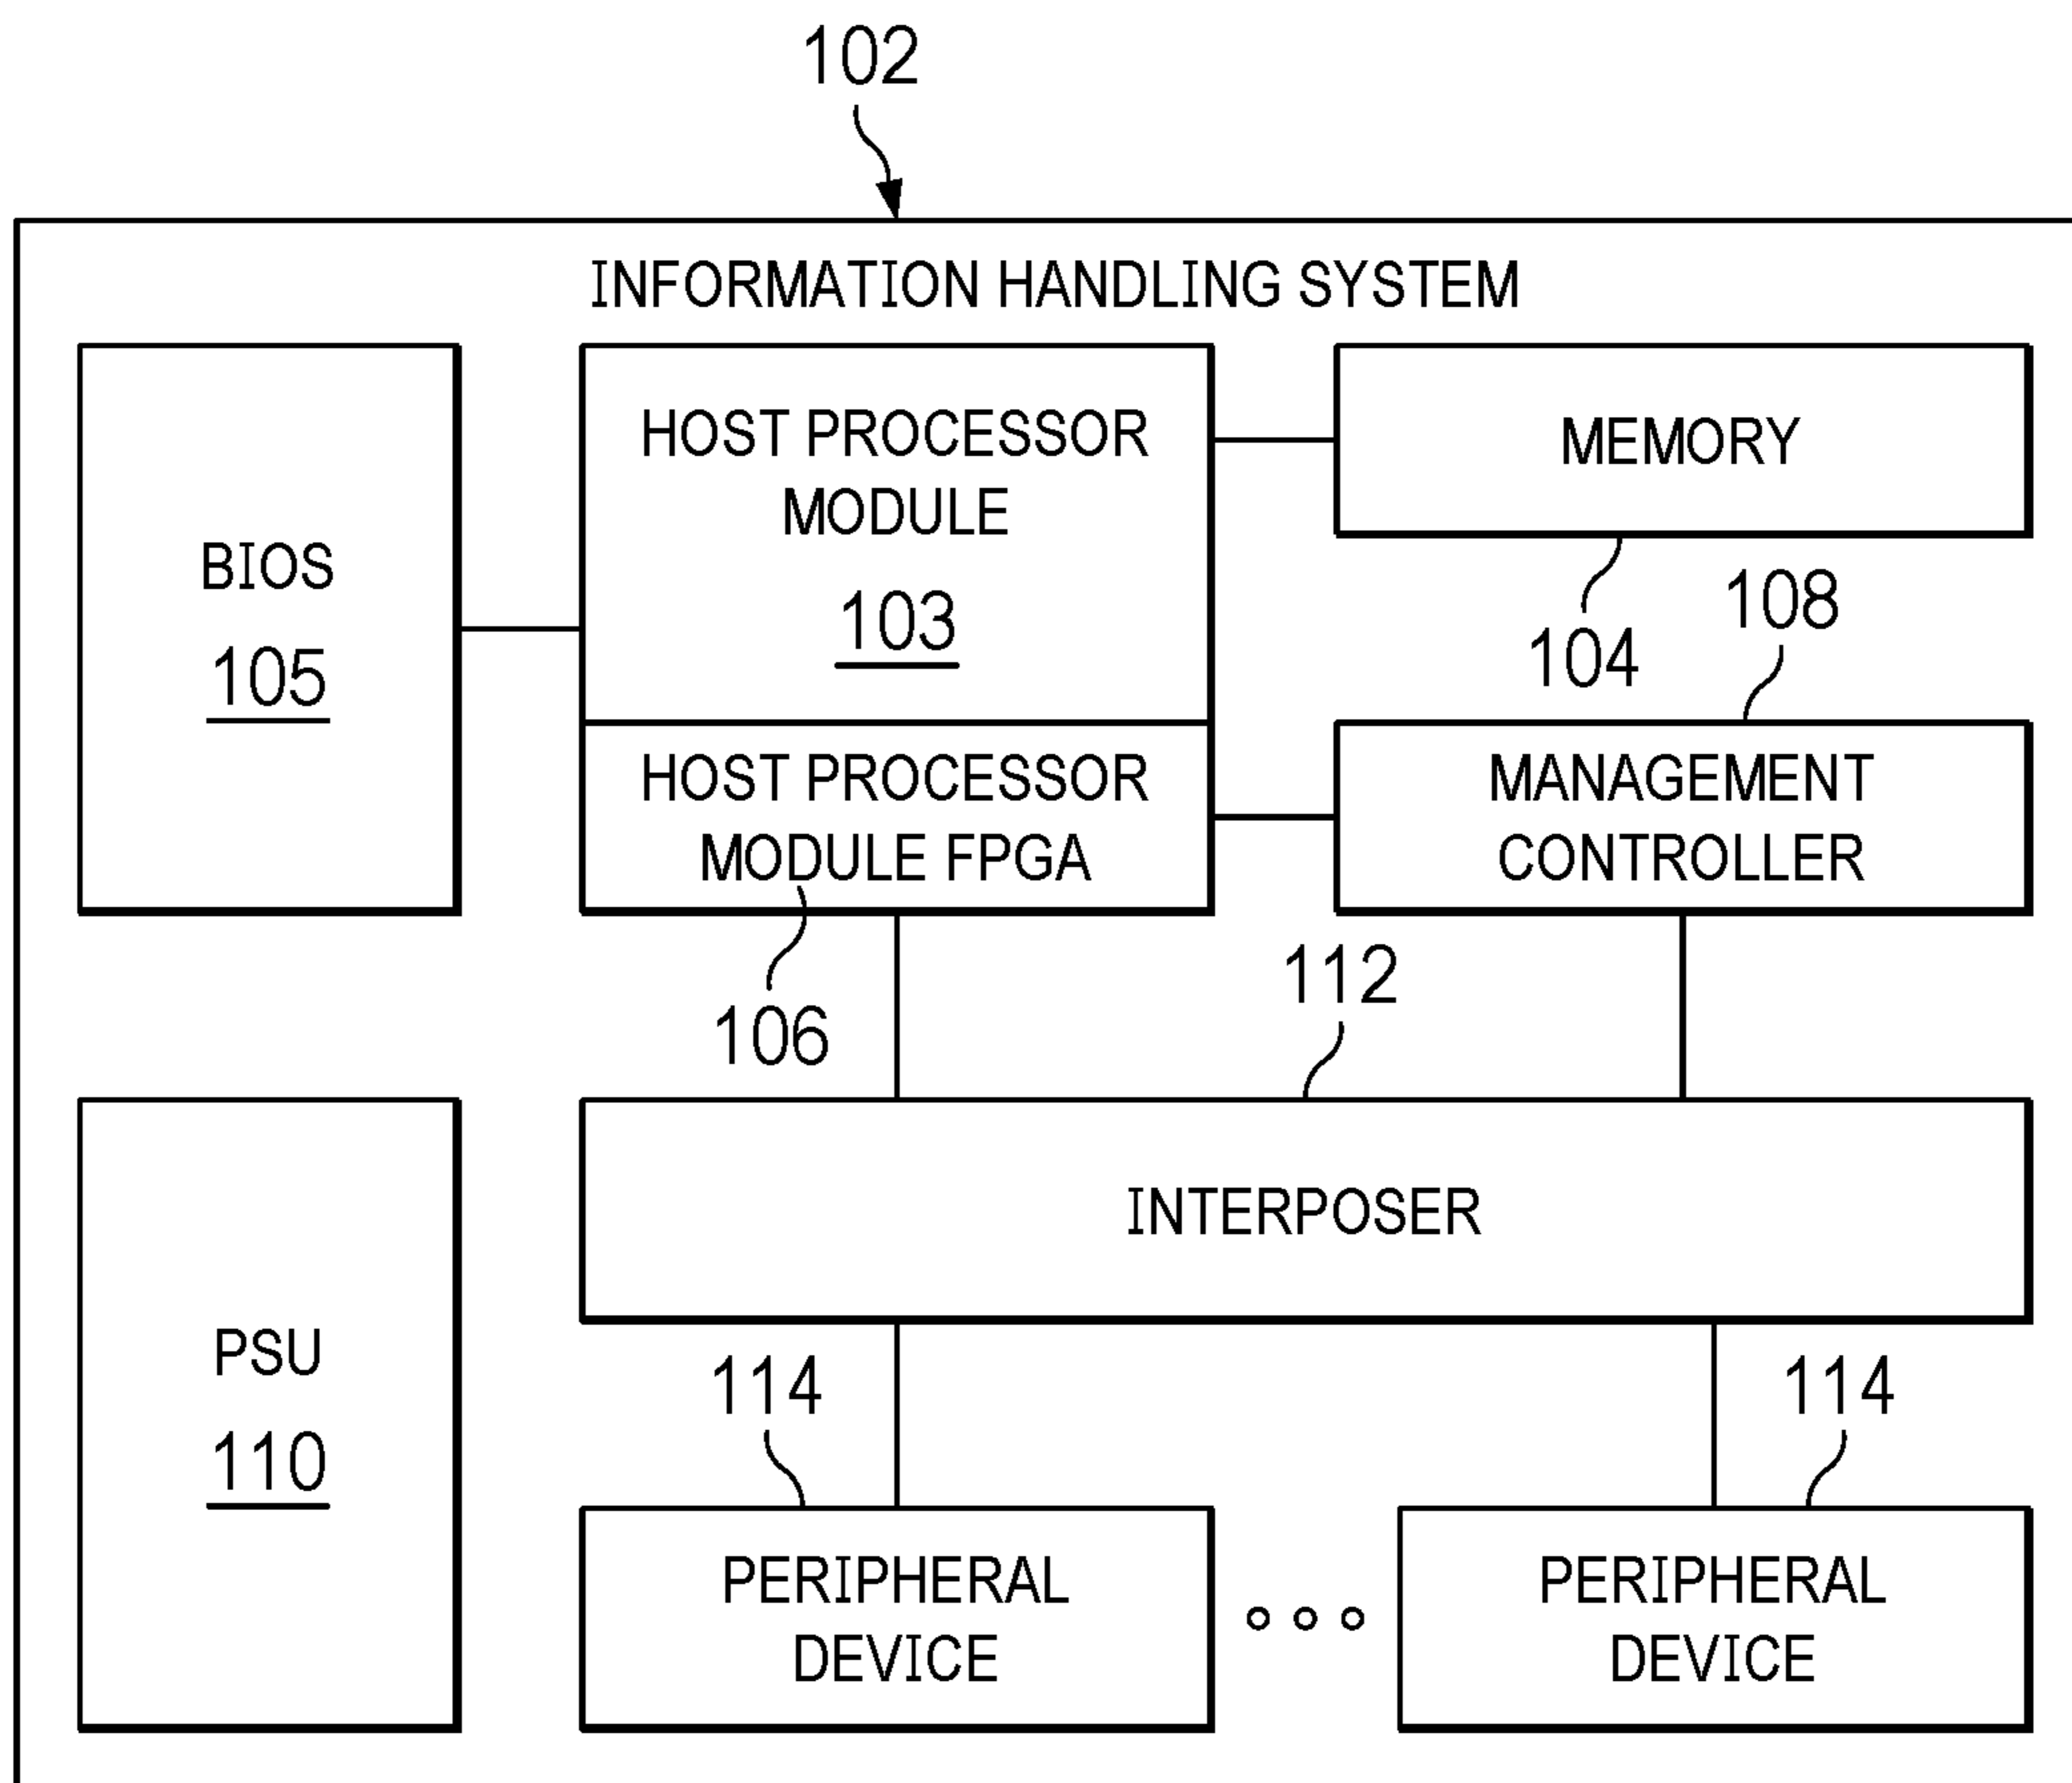 102
INFORMATION HANDLING SYSTEM
BIOS
105
HOST PROCESSOR
MODULE
103
MEMORY
104
108
HOST PROCESSOR
MODULE FPGA
106
MANAGEMENT
CONTROLLER
112
INTERPOSER
PSU
110
114
114
PERIPHERAL
DEVICE
PERIPHERAL
DEVICE